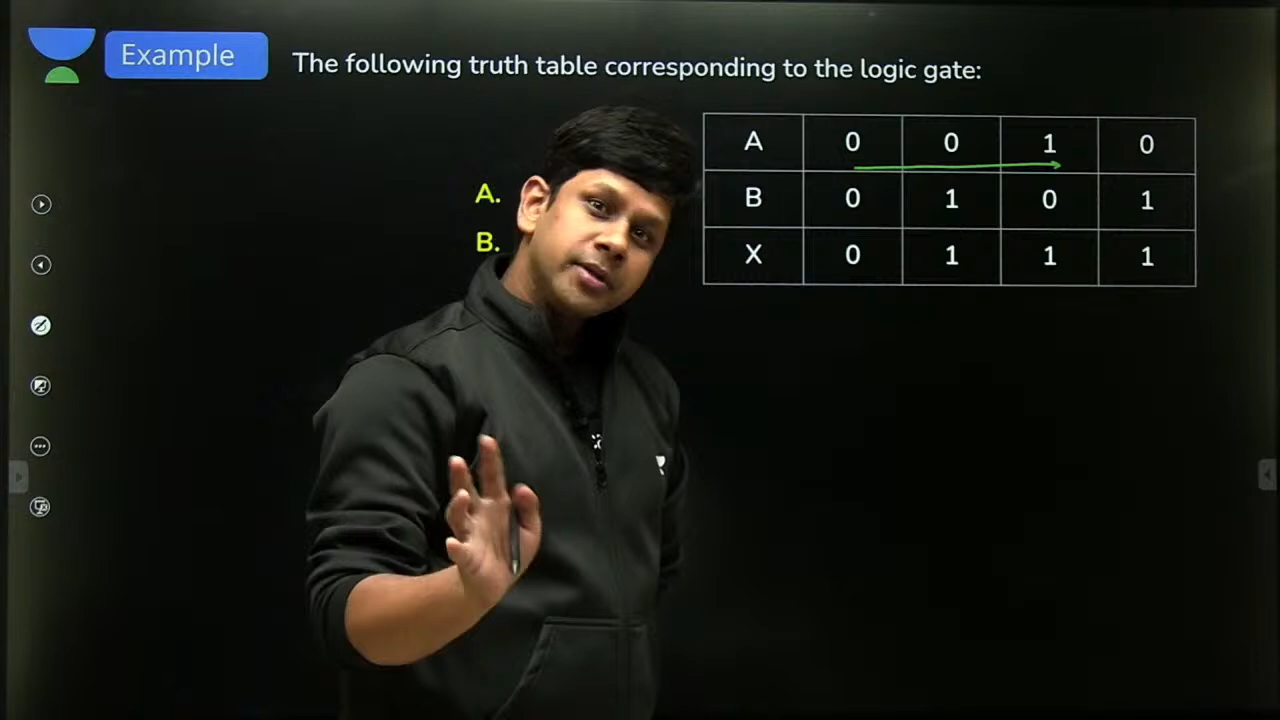 Example
The following truth table corresponding to the logic gate:
A 0 0 1 0
A.
B 0 1 0 1
B.
X 0 1 1 1